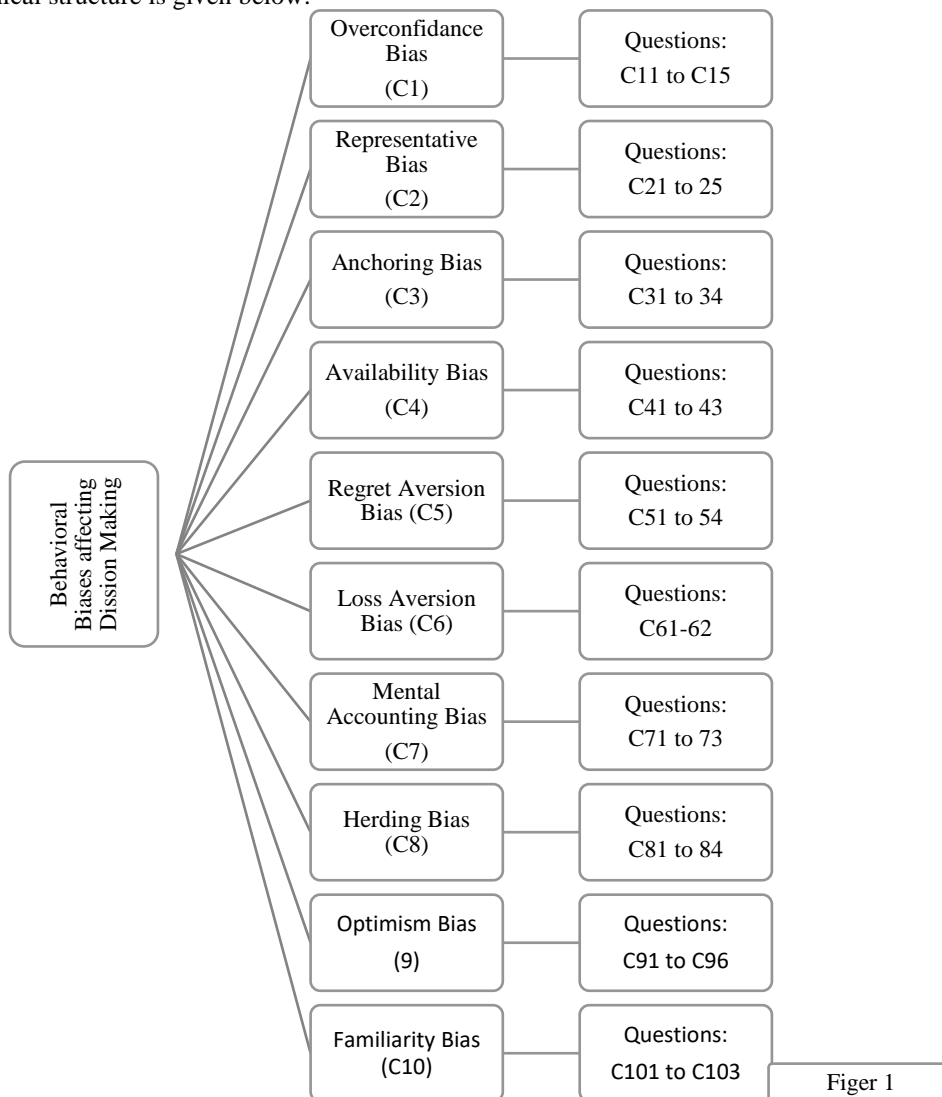 ical structure is given below:
Overconfidance
Bias
(C1)
Questions:
C11 to C15
Representative
Bias
(C2)
Questions:
C21 to 25
Anchoring Bias
(C3)
Questions:
C31 to 34
Availability Bias
(C4)
Questions:
C41 to 43
Behavioral
Biases affecting
Dission Making
Regret Aversion
Bias (C5)
Questions:
C51 to 54
Loss Aversion
Bias (C6)
Questions:
C61-62
Mental
Accounting Bias
(C7)
Questions:
C71 to 73
Herding Bias
(C8)
Questions:
C81 to 84
Optimism Bias
(9)
Questions:
C91 to C96
Familiarity Bias
(C10)
Questions:
C101 to C103
Figer 1